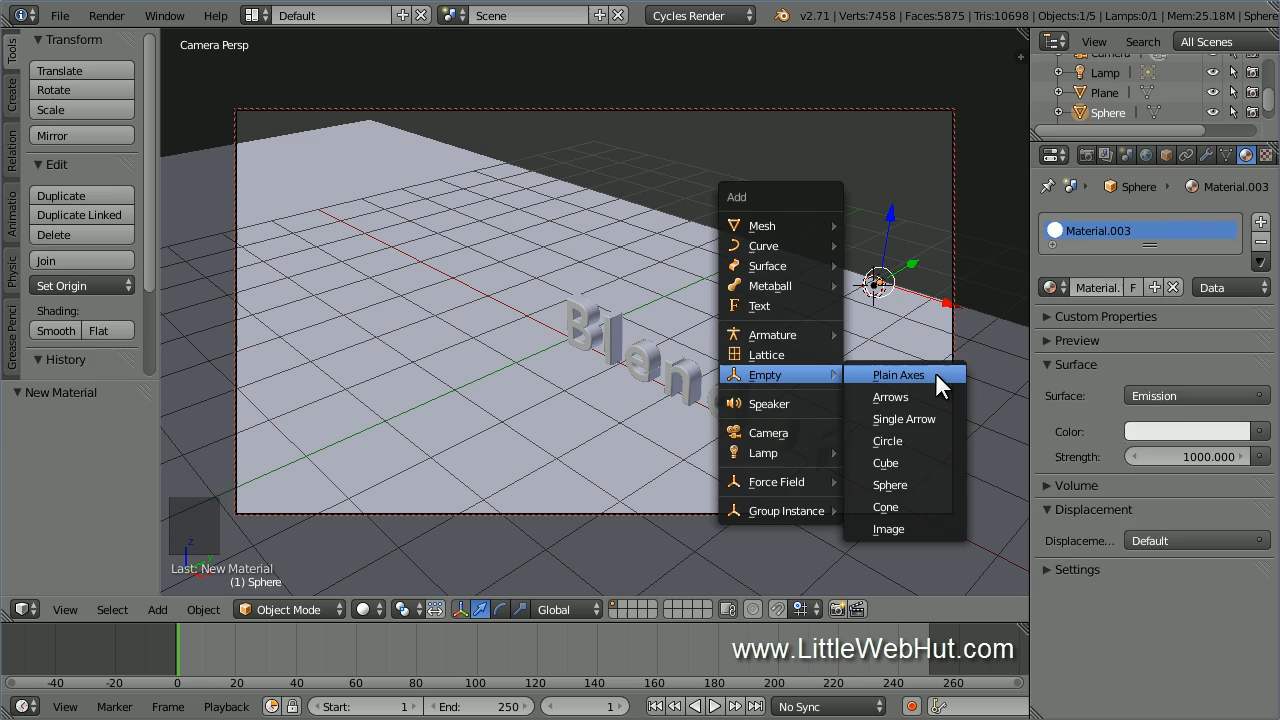 File Render Window Help Default Scene Cycles Render v2.71 | Verts:7458 | Faces:5875 | Tris:10698 | Objects:1/5 | Lamps:0/1 | Mem:25.18M | Sphere
Tools
Create
Relation
Animatio
Physic
Grease Penci
Transform
Translate
Rotate
Scale
Mirror
Edit
Duplicate
Duplicate Linked
Delete
Join
Set Origin
Shading:
Smooth Flat
History
New Material
Camera Persp
Blen
Add
Mesh
Curve
Surface
Metaball
Text
Armature
Lattice
Empty
Speaker
Camera
Lamp
Force Field
Group Instance
Plain Axes
Arrows
Single Arrow
Circle
Cube
Sphere
Cone
Image
z
Last: New Material
(1) Sphere
View Select Add Object Object Mode Global
www.LittleWebHut.com
-40 -20 0 20 40 60 80 100 120 140 160 180 200 220 240 260
View Marker Frame Playback Start: 1 End: 250 1 No Sync
View Search All Scenes
Camera
Lamp
Plane
Sphere
Sphere Material.003
Material.003
Material. F Data
Custom Properties
Preview
Surface
Surface: Emission
Color:
Strength: 1000.000
Volume
Displacement
Displaceme... Default
Settings